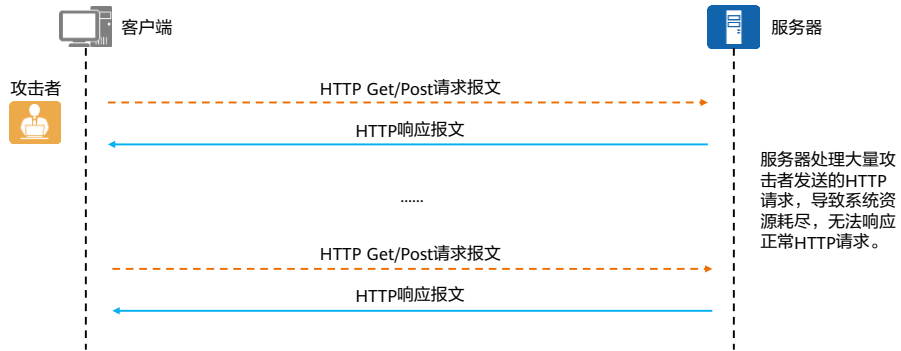 客户端
服务器
攻击者
HTTP Get/Post请求报文
HTTP响应报文
......
HTTP Get/Post请求报文
HTTP响应报文
服务器处理大量攻
击者发送的HTTP
请求，导致系统资
源耗尽，无法响应
正常HTTP请求。